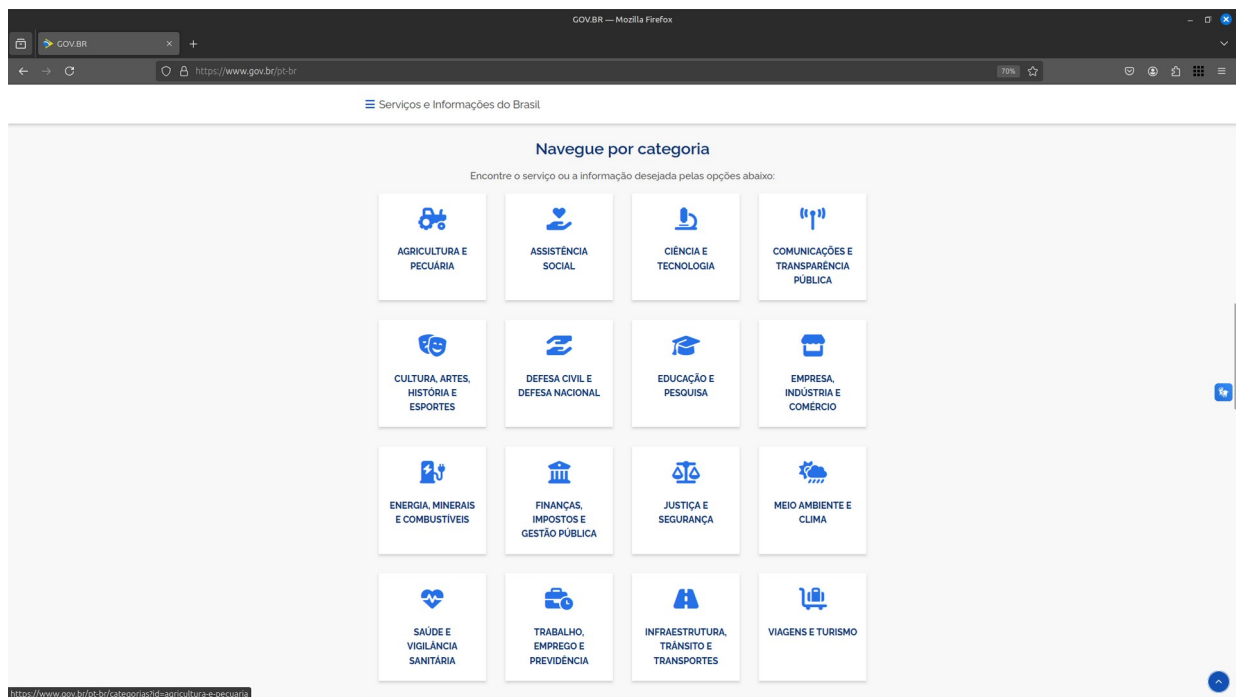 GOV.BR — Mozilla Firefox
GOV.BR
https://www.gov.br/pt-br
70%
Serviços e Informações do Brasil
Navegue por categoria
Encontre o serviço ou a informação desejada pelas opções abaixo:
AGRICULTURA E
PECUÁRIA
ASSISTÊNCIA
SOCIAL
CIÊNCIA E
TECNOLOGIA
COMUNICAÇÕES E
TRANSPARÊNCIA
PÚBLICA
CULTURA, ARTES,
HISTÓRIA E
ESPORTES
DEFESA CIVIL E
DEFESA NACIONAL
EDUCAÇÃO E
PESQUISA
EMPRESA,
INDÚSTRIA E
COMÉRCIO
ENERGIA, MINERAIS
E COMBUSTÍVEIS
FINANÇAS,
IMPOSTOS E
GESTÃO PÚBLICA
JUSTIÇA E
SEGURANÇA
MEIO AMBIENTE E
CLIMA
SAÚDE E
VIGILÂNCIA
SANITÁRIA
TRABALHO,
EMPREGO E
PREVIDÊNCIA
INFRAESTRUTURA,
TRÂNSITO E
TRANSPORTES
VIAGENS E TURISMO
https://www.gov.br/pt-br/categorias?id=agricultura-e-pecuaria